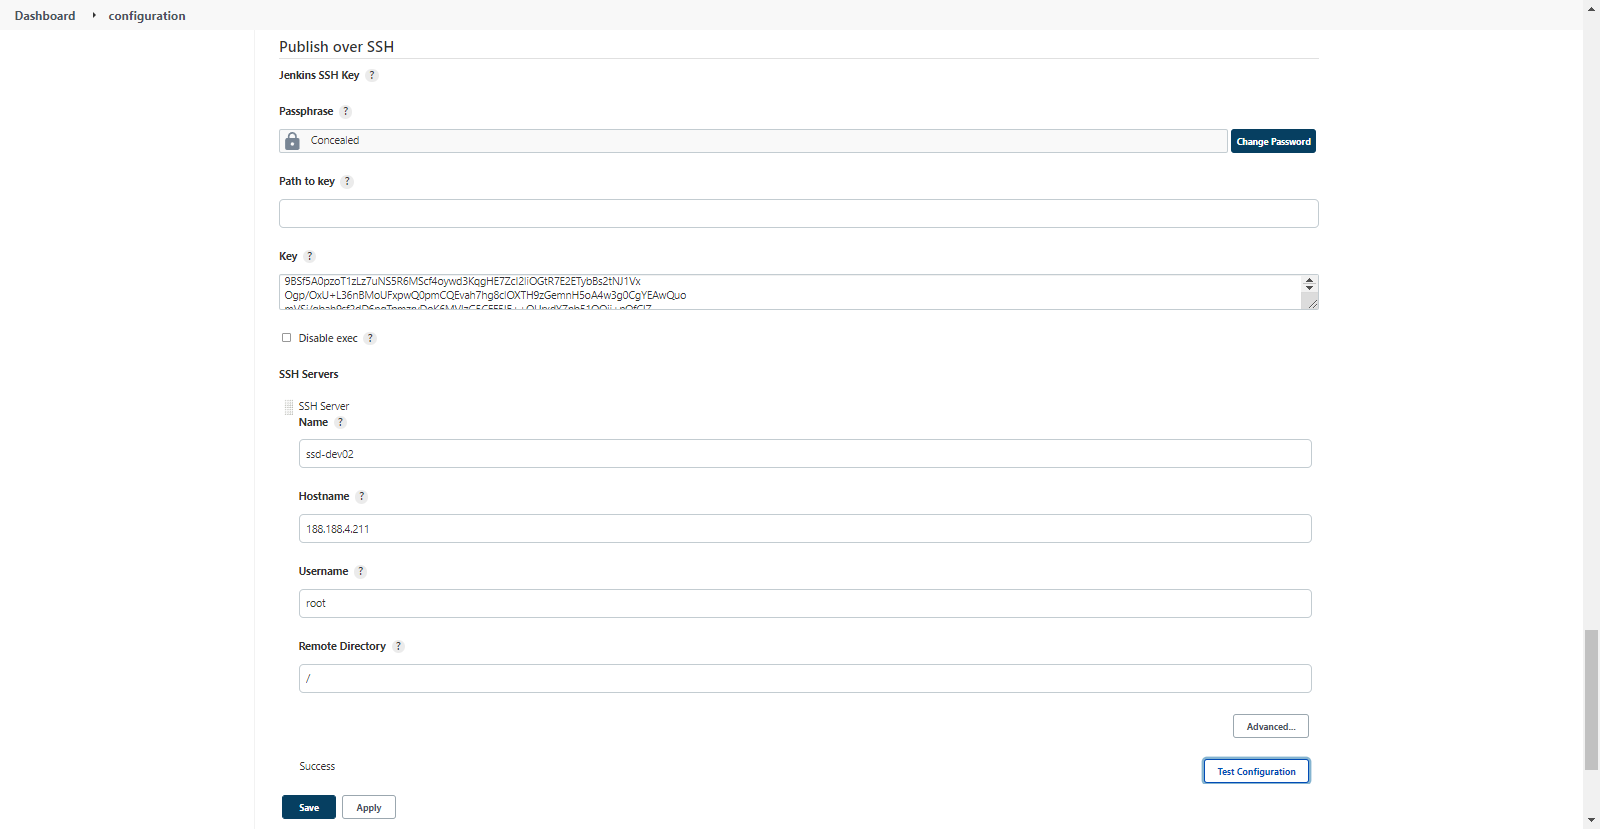 Dashboard configuration
Publish over SSH
Jenkins SSH Key ?
Passphrase ?
Concealed
Change Password
Path to key ?
Key ?
9BSf5A0pzoT1zLz7uNS5R6MScf4oywd3KqgHE7ZcI2IiOGtR7E2ETybBs2tNJ1Vx
Ogp/OxU+L36nBMoUFxpwQ0pmCQEvah7hg8clOXTH9zGemnH5oA4w3g0CgYEAwQuo
Disable exec ?
SSH Servers
SSH Server
Name ?
ssd-dev02
Hostname ?
188.188.4.211
Username ?
root
Remote Directory ?
/
Advanced...
Success
Test Configuration
Save Apply